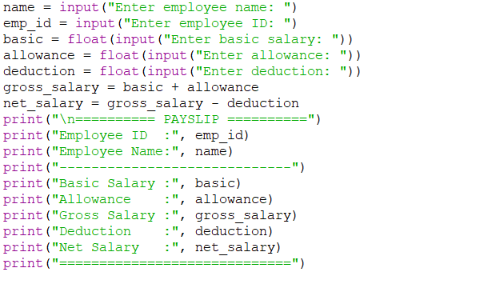 name = input("Enter employee name: ")
emp_id = input("Enter employee ID: ")
basic = float(input("Enter basic salary: "))
allowance = float(input("Enter allowance: "))
deduction = float(input("Enter deduction: "))
gross_salary = basic + allowance
net_salary = gross_salary - deduction
print("\n========== PAYSLIP ==========")
print("Employee ID  :", emp_id)
print("Employee Name:", name)
print("-----------------------------")
print("Basic Salary :", basic)
print("Allowance    :", allowance)
print("Gross Salary :", gross_salary)
print("Deduction    :", deduction)
print("Net Salary   :", net_salary)
print("=============================")